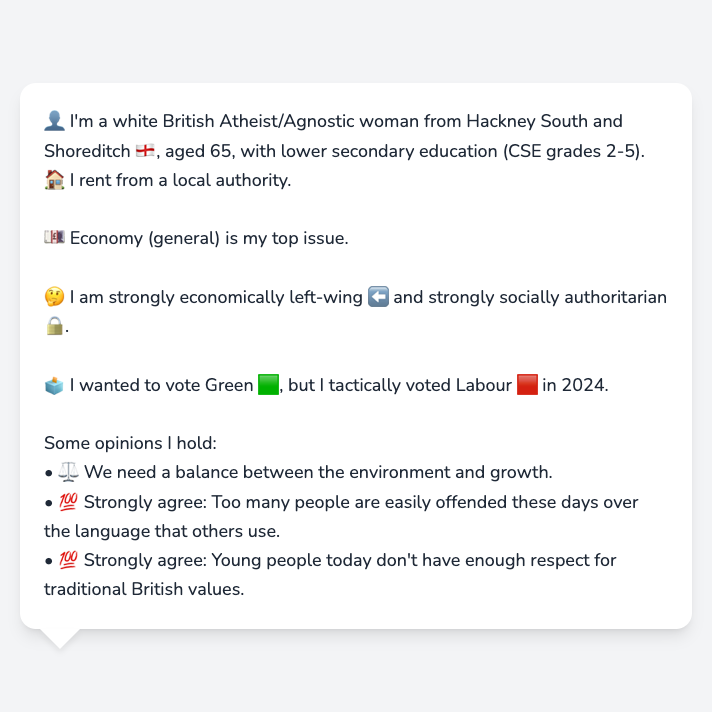 👤 I'm a white British Atheist/Agnostic woman from Hackney South and
Shoreditch 🏴󠁧󠁢󠁥󠁮󠁧󠁿, aged 65, with lower secondary education (CSE grades 2-5).
🏠 I rent from a local authority.
💷 Economy (general) is my top issue.
🤔 I am strongly economically left-wing ⬅️ and strongly socially authoritarian
🔒.
🗳️ I wanted to vote Green 🟩, but I tactically voted Labour 🟥 in 2024.
Some opinions I hold:
• ⚖️ We need a balance between the environment and growth.
• 💯 Strongly agree: Too many people are easily offended these days over
the language that others use.
• 💯 Strongly agree: Young people today don't have enough respect for
traditional British values.